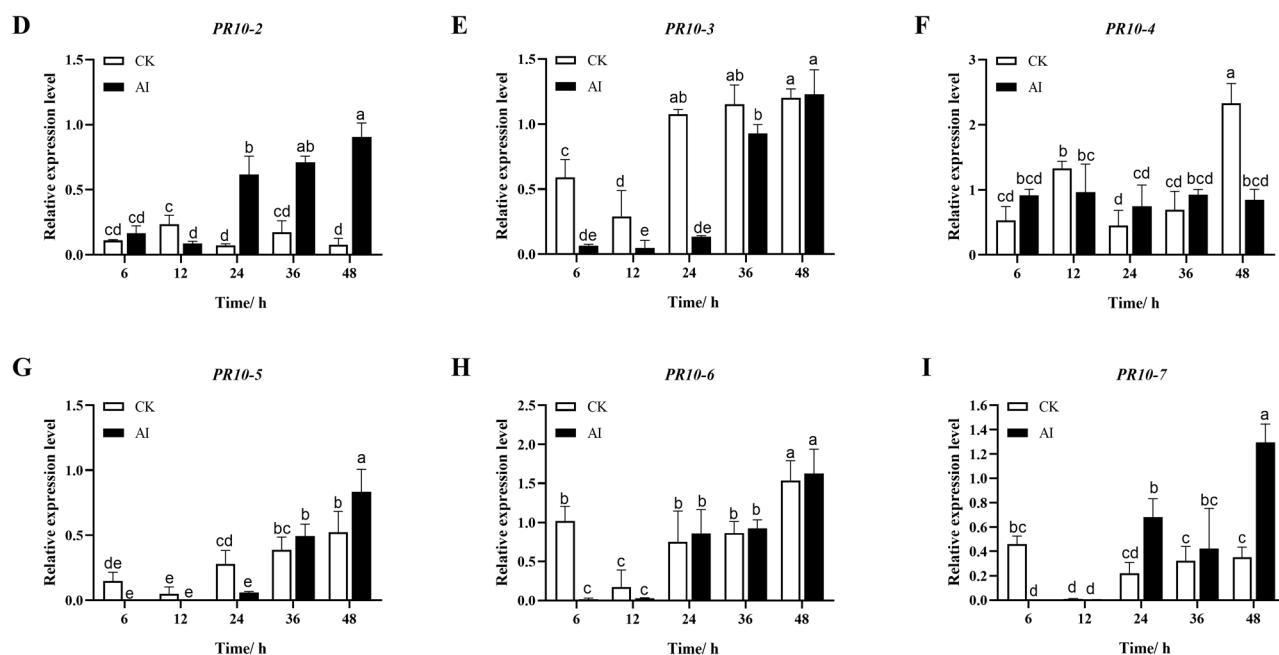 D
PR10-2
Relative expression level
1.5
1.0
0.5
0.0
CK
AI
cd cd c d d b cd ab d a
6 12 24 36 48
Time/ h
E
PR10-3
Relative expression level
1.5
1.0
0.5
0.0
CK
AI
c de d e ab de ab b a a
6 12 24 36 48
Time/ h
F
PR10-4
Relative expression level
3
2
1
0
CK
AI
cd bcd b bc d cd cd bcd a bcd
6 12 24 36 48
Time/ h
G
PR10-5
Relative expression level
1.5
1.0
0.5
0.0
CK
AI
de e e e cd e bc b b a
6 12 24 36 48
Time/ h
H
PR10-6
Relative expression level
2.5
2.0
1.5
1.0
0.5
0.0
CK
AI
b c c c b b b b a a
6 12 24 36 48
Time/ h
I
PR10-7
Relative expression level
1.6
1.4
1.2
1.0
0.8
0.6
0.4
0.2
0.0
CK
AI
bc d d d cd b c bc c a
6 12 24 36 48
Time/ h